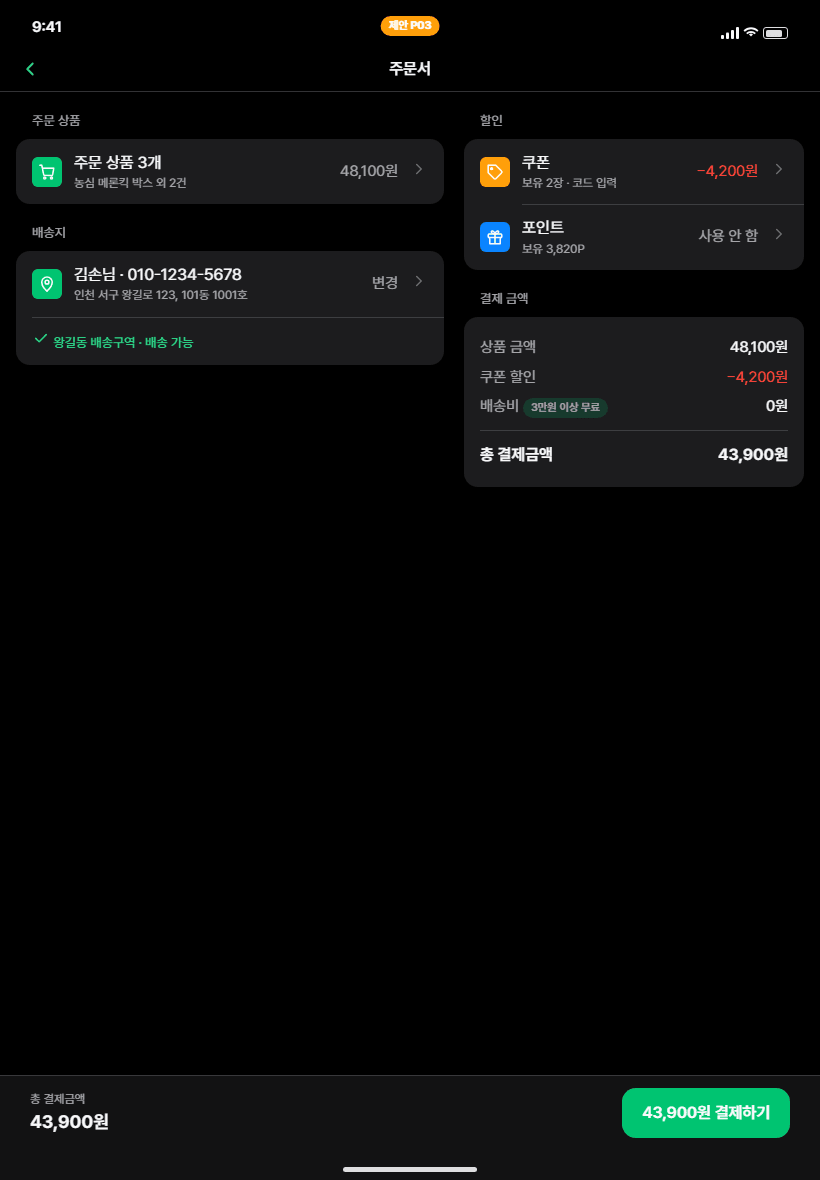 9:41
제안 P03
주문서
주문 상품
주문 상품 3개
농심 메론킥 박스 외 2건
48,100원
배송지
김손님 · 010-1234-5678
인천 서구 왕길로 123, 101동 1001호
변경
왕길동 배송구역 · 배송 가능
할인
쿠폰
보유 2장 · 코드 입력
−4,200원
포인트
보유 3,820P
사용 안 함
결제 금액
상품 금액 48,100원
쿠폰 할인 −4,200원
배송비 3만원 이상 무료 0원
총 결제금액 43,900원
총 결제금액
43,900원
43,900원 결제하기